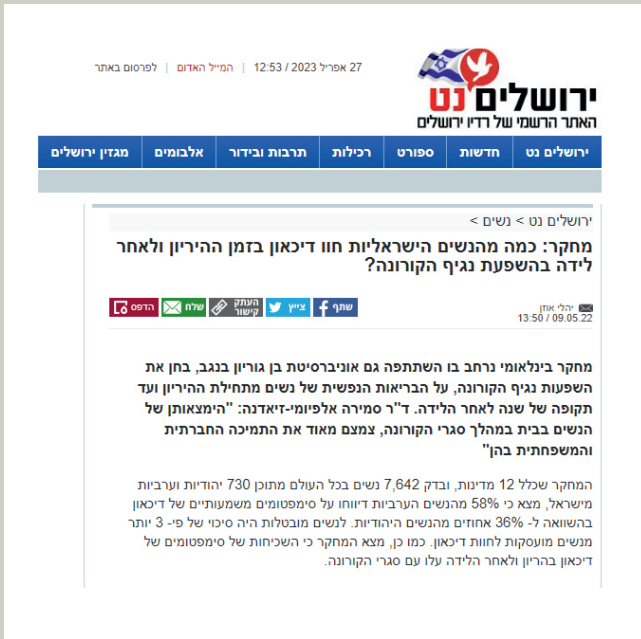 27 אפריל 2023 / 12:53 | המייל האדום | לפרסום באתר
ירושלים נט
האתר הרשמי של רדיו ירושלים
ירושלים נט חדשות ספורט רכילות תרבות ובידור אלבומים מגזין ירושלים
ירושלים נט > נשים >
מחקר: כמה מהנשים הישראליות חוו דיכאון בזמן ההיריון ולאחר
לידה בהשפעת נגיף הקורונה?
שתף צייץ העתק קישור שלח הדפס
יהלי אוזן
09.05.22 / 13:50
מחקר בינלאומי נרחב בו השתתפה גם אוניברסיטת בן גוריון בנגב, בחן את
השפעות נגיף הקורונה, על הבריאות הנפשית של נשים מתחילת ההיריון ועד
תקופה של שנה לאחר הלידה. ד"ר סמירה אלפיומי-זיאדנה: "הימצאותן של
הנשים בבית במהלך סגרי הקורונה, צמצם מאוד את התמיכה החברתית
והמשפחתית בהן"
המחקר שכלל 12 מדינות, ובדק 7,642 נשים בכל העולם מתוכן 730 יהודיות וערביות
מישראל, מצא כי 58% מהנשים הערביות דיווחו על סימפטומים משמעותיים של דיכאון
בהשוואה ל- 36% אחוזים מהנשים היהודיות. לנשים מובטלות היה סיכוי של פי- 3 יותר
מנשים מועסקות לחוות דיכאון. כמו כן, מצא המחקר כי השכיחות של סימפטומים של
דיכאון בהריון ולאחר הלידה עלו עם סגרי הקורונה.